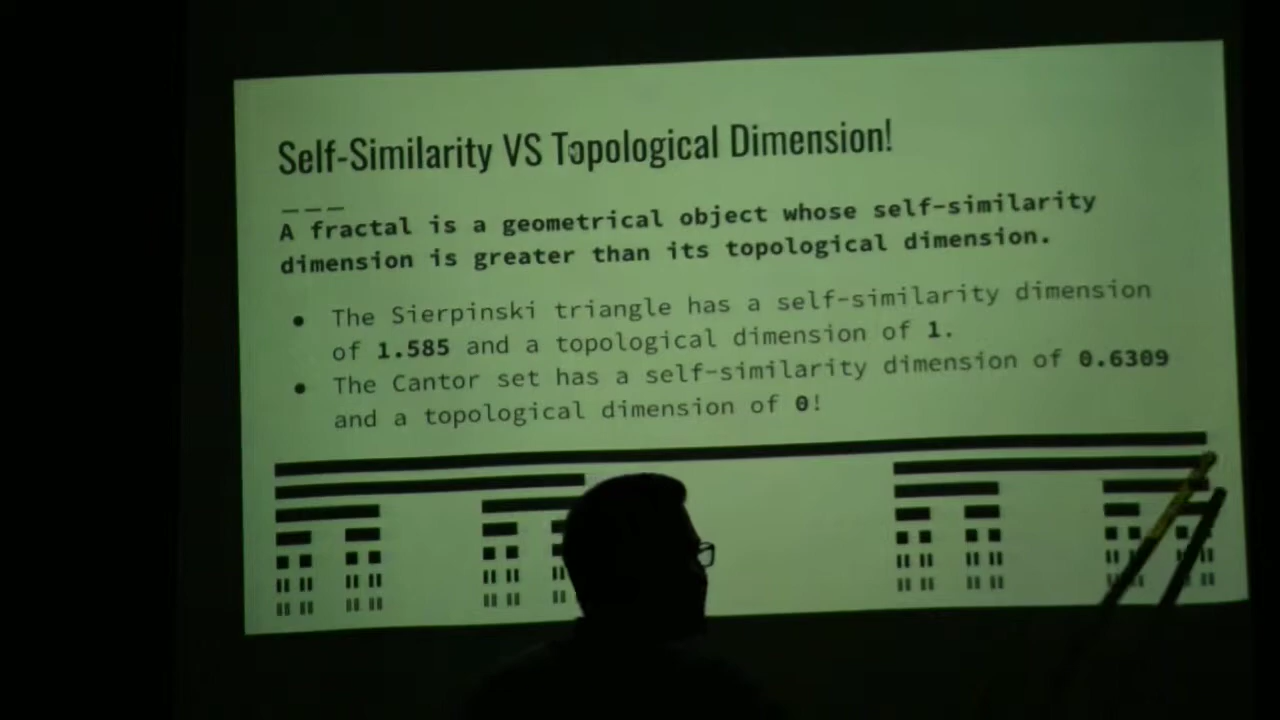 Self-Similarity VS Topological Dimension!
A fractal is a geometrical object whose self-similarity
dimension is greater than its topological dimension.
● The Sierpinski triangle has a self-similarity dimension
of 1.585 and a topological dimension of 1.
● The Cantor set has a self-similarity dimension of 0.6309
and a topological dimension of 0!